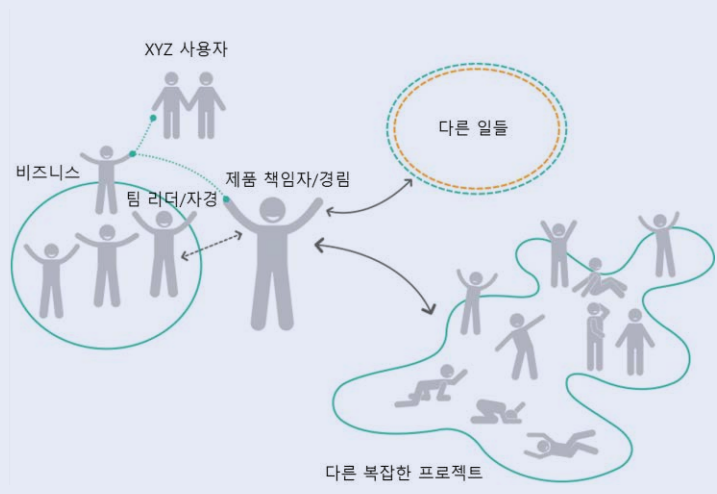 XYZ 사용자
다른 일들
비즈니스
제품 책임자/경림
팀 리더/자경
다른 복잡한 프로젝트